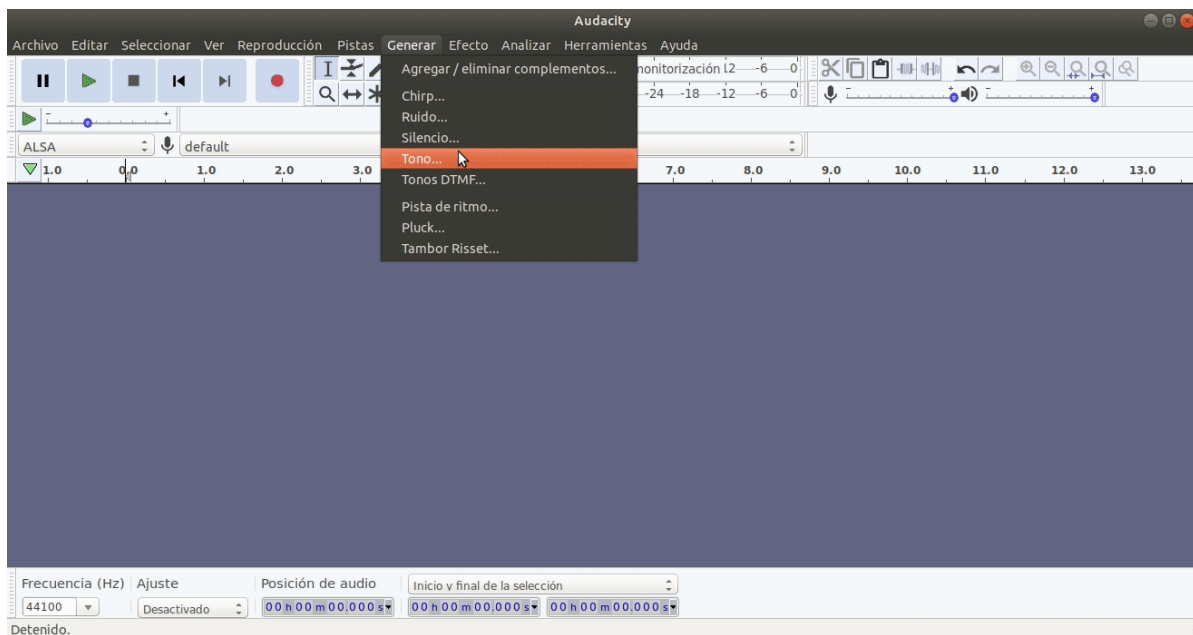 Audacity
Archivo Editar Seleccionar Ver Reproducción Pistas Generar Efecto Analizar Herramientas Ayuda
Agregar / eliminar complementos...
Chirp...
Ruido...
Silencio...
Tono...
Tonos DTMF...
Pista de ritmo...
Pluck...
Tambor Risset...
monitorización -6 0
-24 -18 -12 -6 0
ALSA default
1.0 0.0 1.0 2.0 3.0 7.0 8.0 9.0 10.0 11.0 12.0 13.0
Frecuencia (Hz) Ajuste Posición de audio Inicio y final de la selección
44100 Desactivado 00 h 00 m 00.000 s 00 h 00 m 00.000 s 00 h 00 m 00.000 s
Detenido.